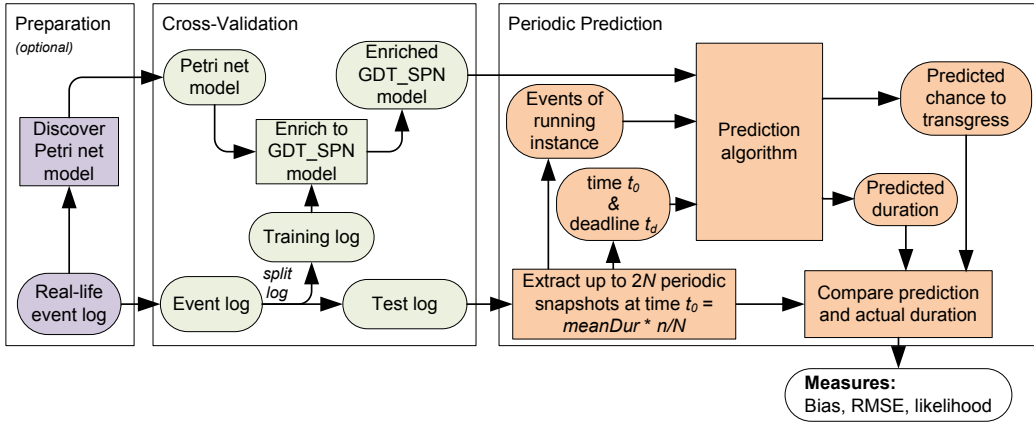 Preparation
(optional)
Discover
Petri net
model
Real-life
event log
Cross-Validation
Petri net
model
Enriched
GDT_SPN
model
Enrich to
GDT_SPN
model
Training log
split
log
Event log
Test log
Periodic Prediction
Events of
running
instance
time t0
&
deadline td
Prediction
algorithm
Predicted
chance to
transgress
Predicted
duration
Extract up to 2N periodic
snapshots at time t0 =
meanDur * n/N
Compare prediction
and actual duration
Measures:
Bias, RMSE, likelihood